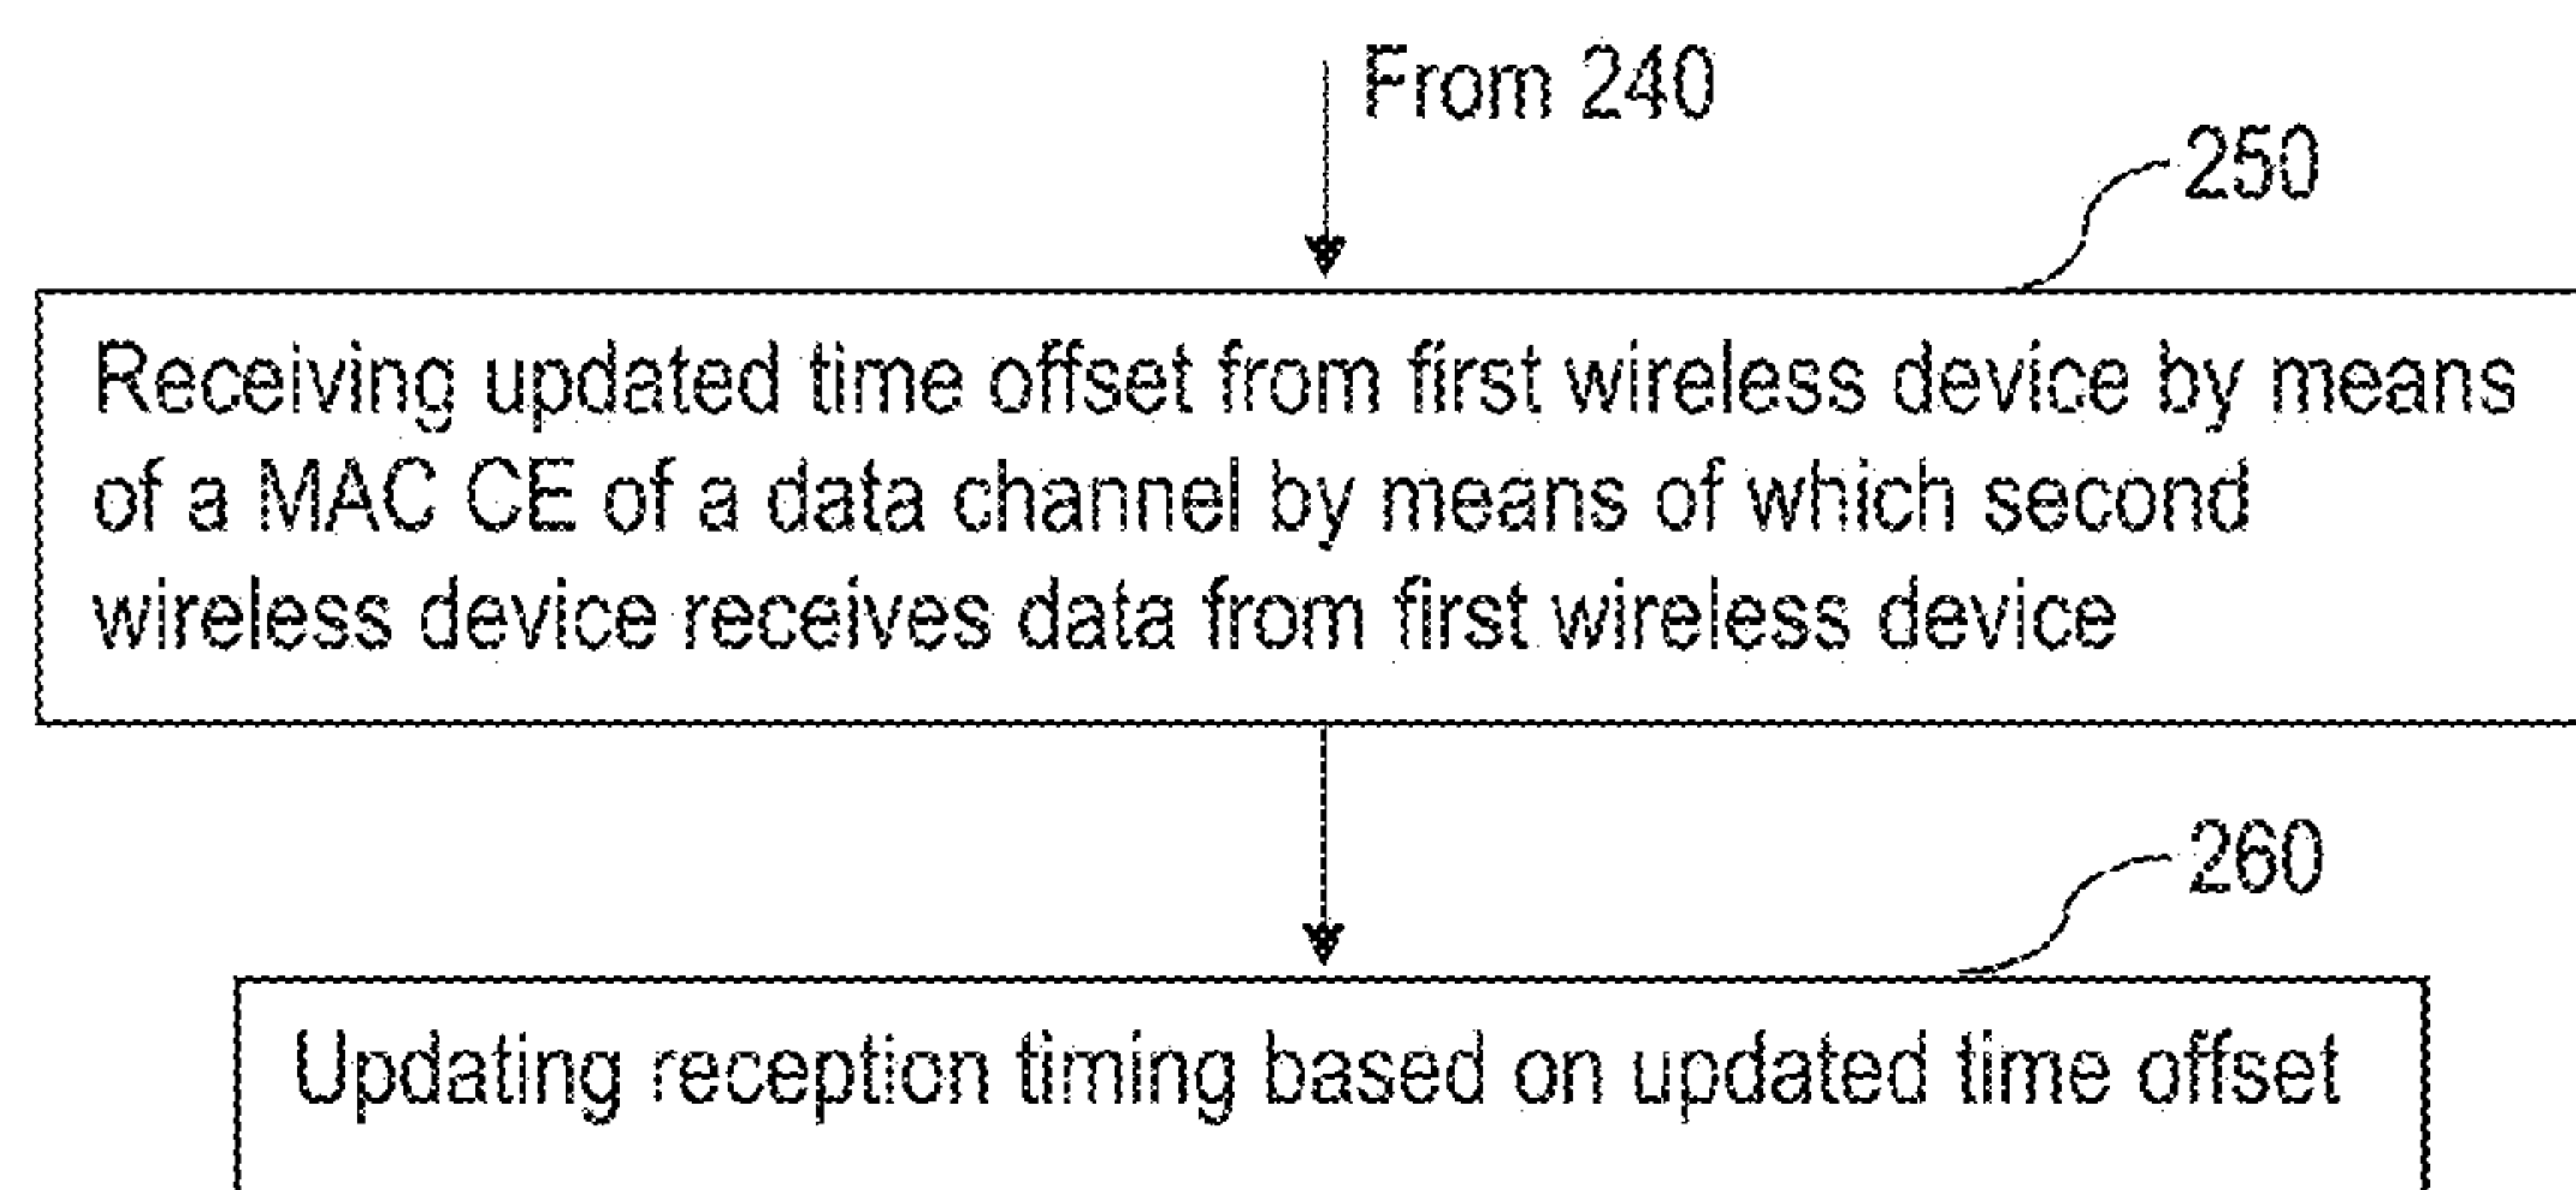 From 240
250
Receiving updated time offset from first wireless device by means
of a MAC CE of a data channel by means of which second
wireless device receives data from first wireless device
260
Updating reception timing based on updated time offset